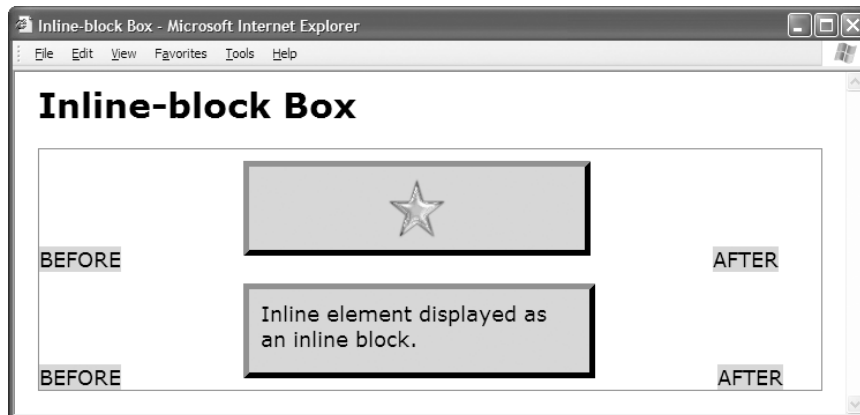 Inline-block Box - Microsoft Internet Explorer
File Edit View Favorites Tools Help
Inline-block Box
BEFORE AFTER
Inline element displayed as
an inline block.
BEFORE AFTER